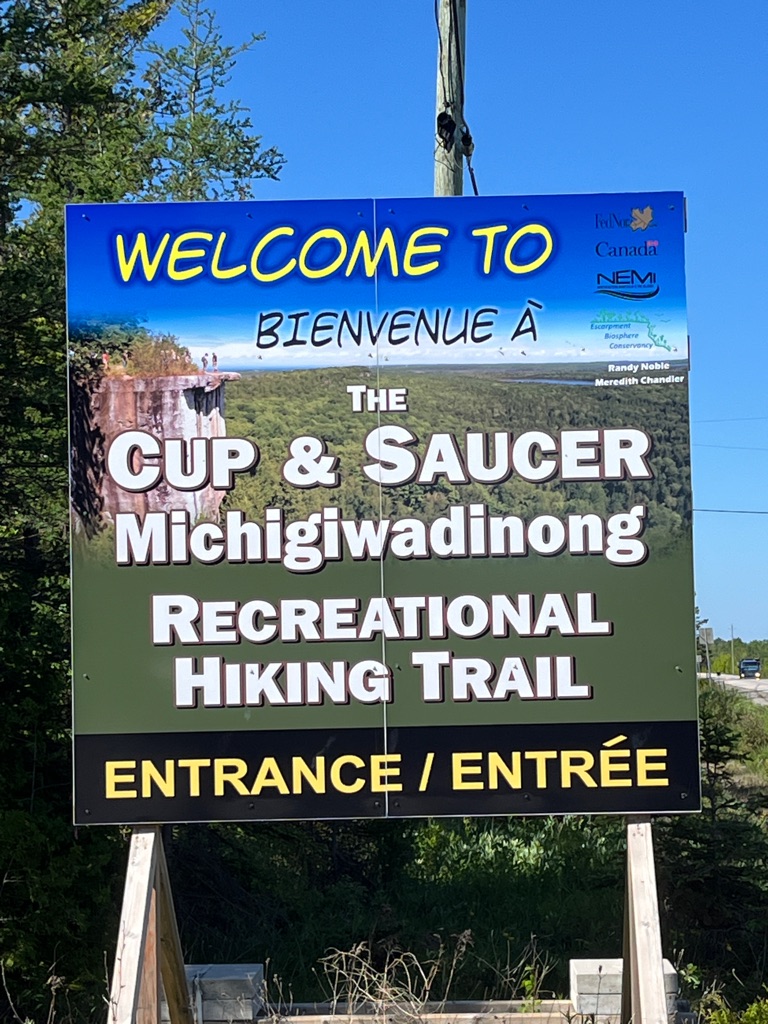 WELCOME TO
BIENVENUE À
FedNor
Canada
NEMI
Escarpment
Biosphere
Conservancy
Randy Noble
Meredith Chandler
THE
CUP & SAUCER
Michigiwadinong
RECREATIONAL
HIKING TRAIL
ENTRANCE / ENTRÉE